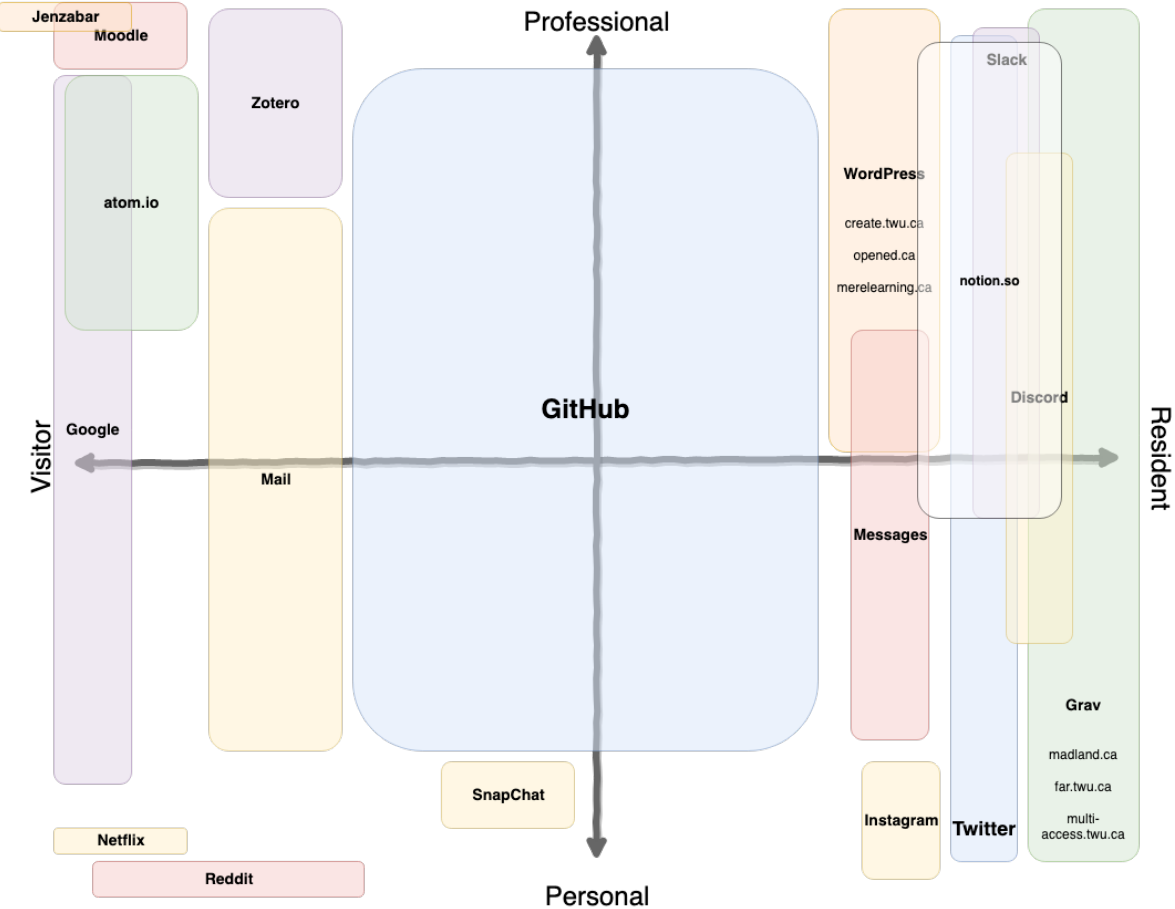 Jenzabar
Moodle
Professional
Slack
Zotero
WordPress
atom.io
create.twu.ca
opened.ca
notion.so
merelearning.ca
Discord
GitHub
Google
Visitor
Resident
Mail
Messages
Grav
madland.ca
far.twu.ca
SnapChat
Instagram
Twitter
multi-
access.twu.ca
Netflix
Reddit
Personal